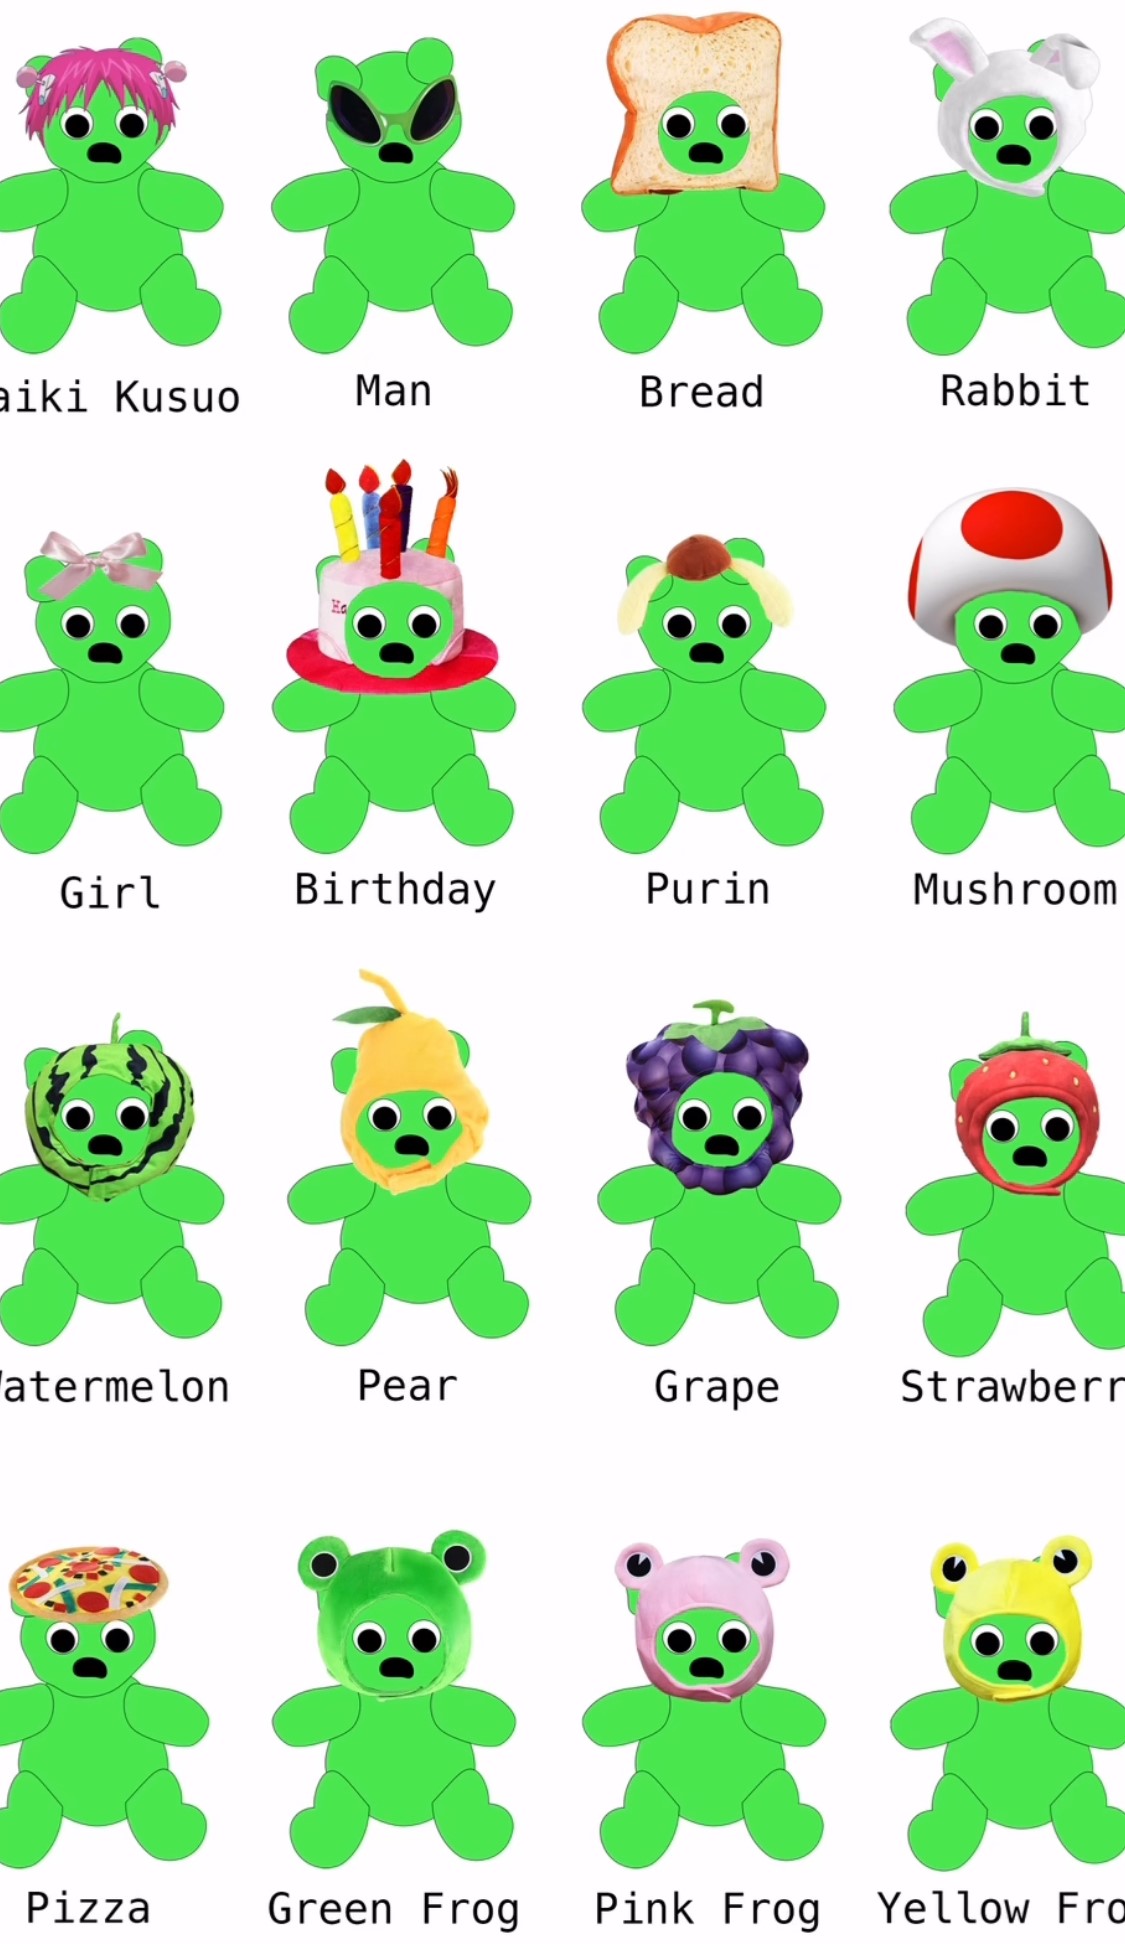 aiki Kusuo
Man
Bread
Rabbit
Ha
Girl
Birthday
Purin
Mushroom
atermelon
Pear
Grape
Strawberr
Pizza
Green Frog
Pink Frog
Yellow Fro